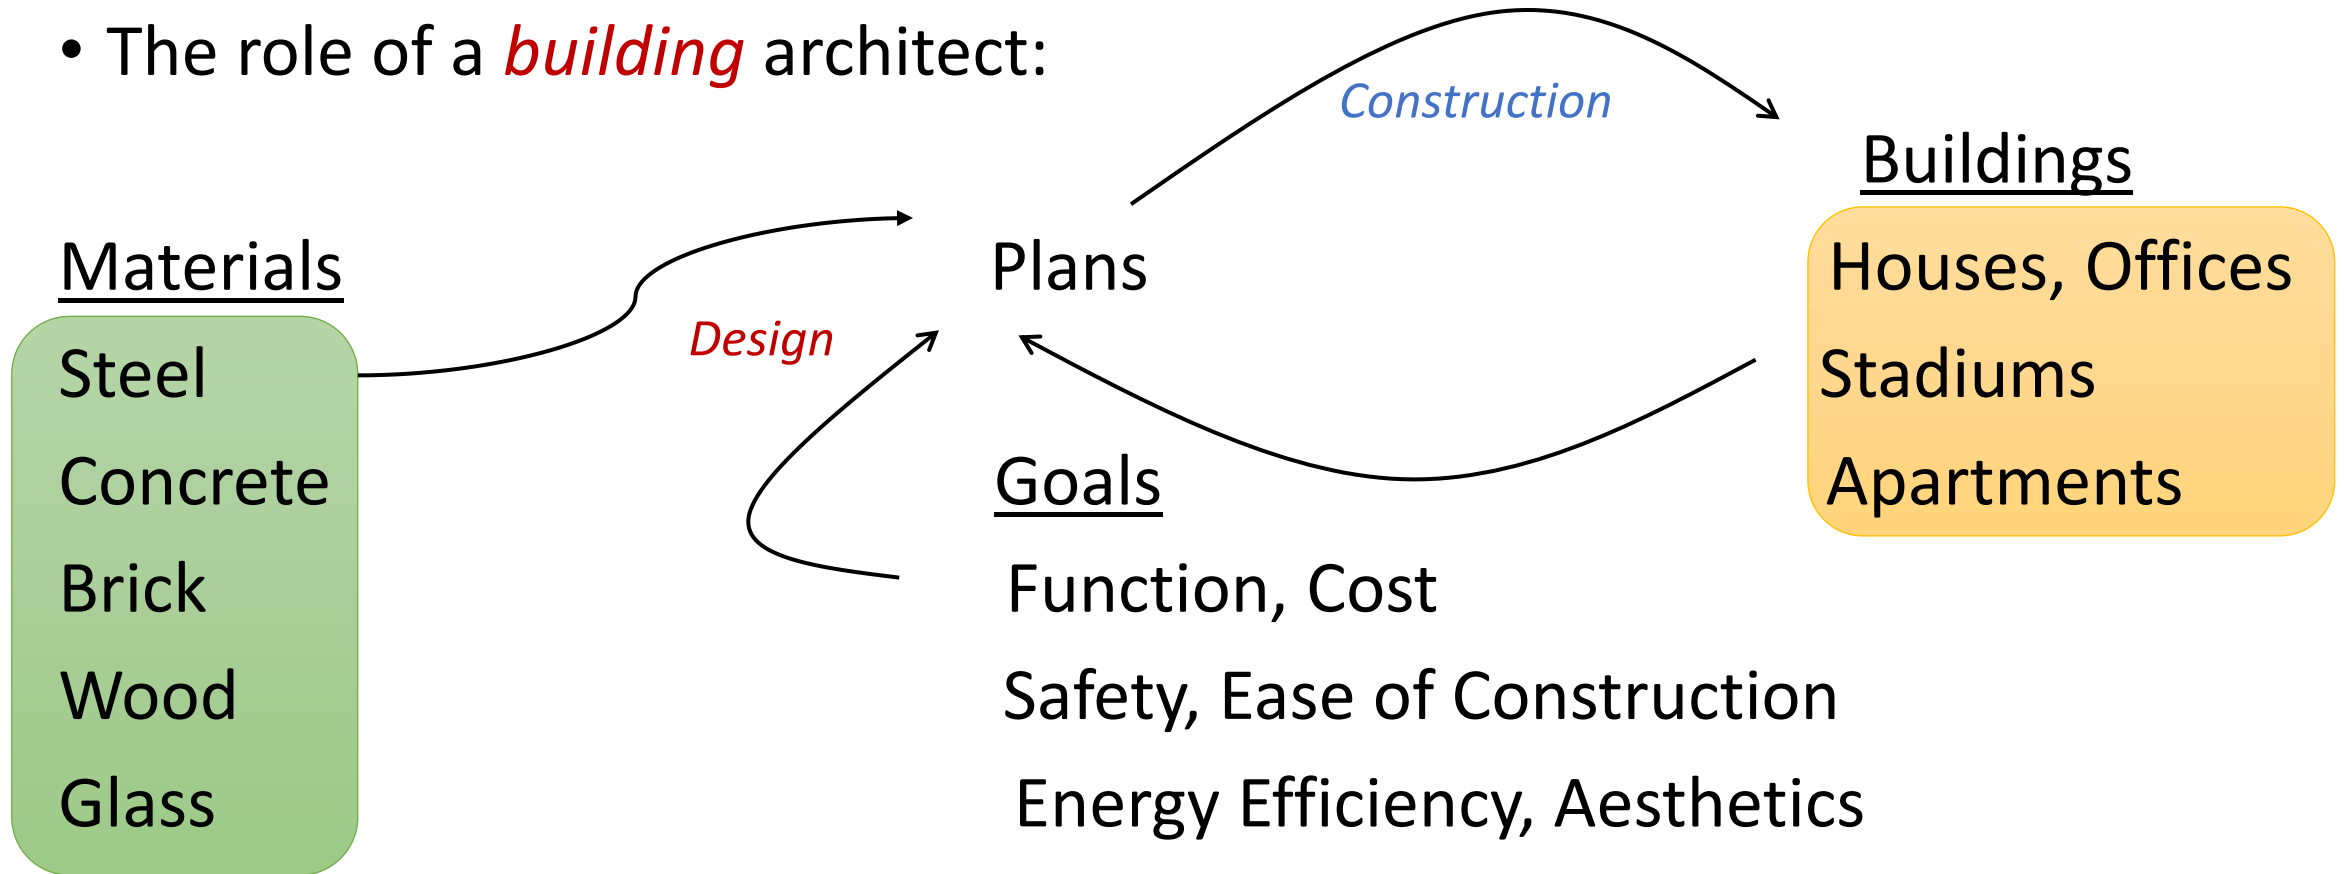 • The role of a building architect:
Construction
Buildings
Materials
Plans
Houses, Offices
Design
Steel
Stadiums
Concrete
Goals
Apartments
Brick
Function, Cost
Wood
Safety, Ease of Construction
Glass
Energy Efficiency, Aesthetics